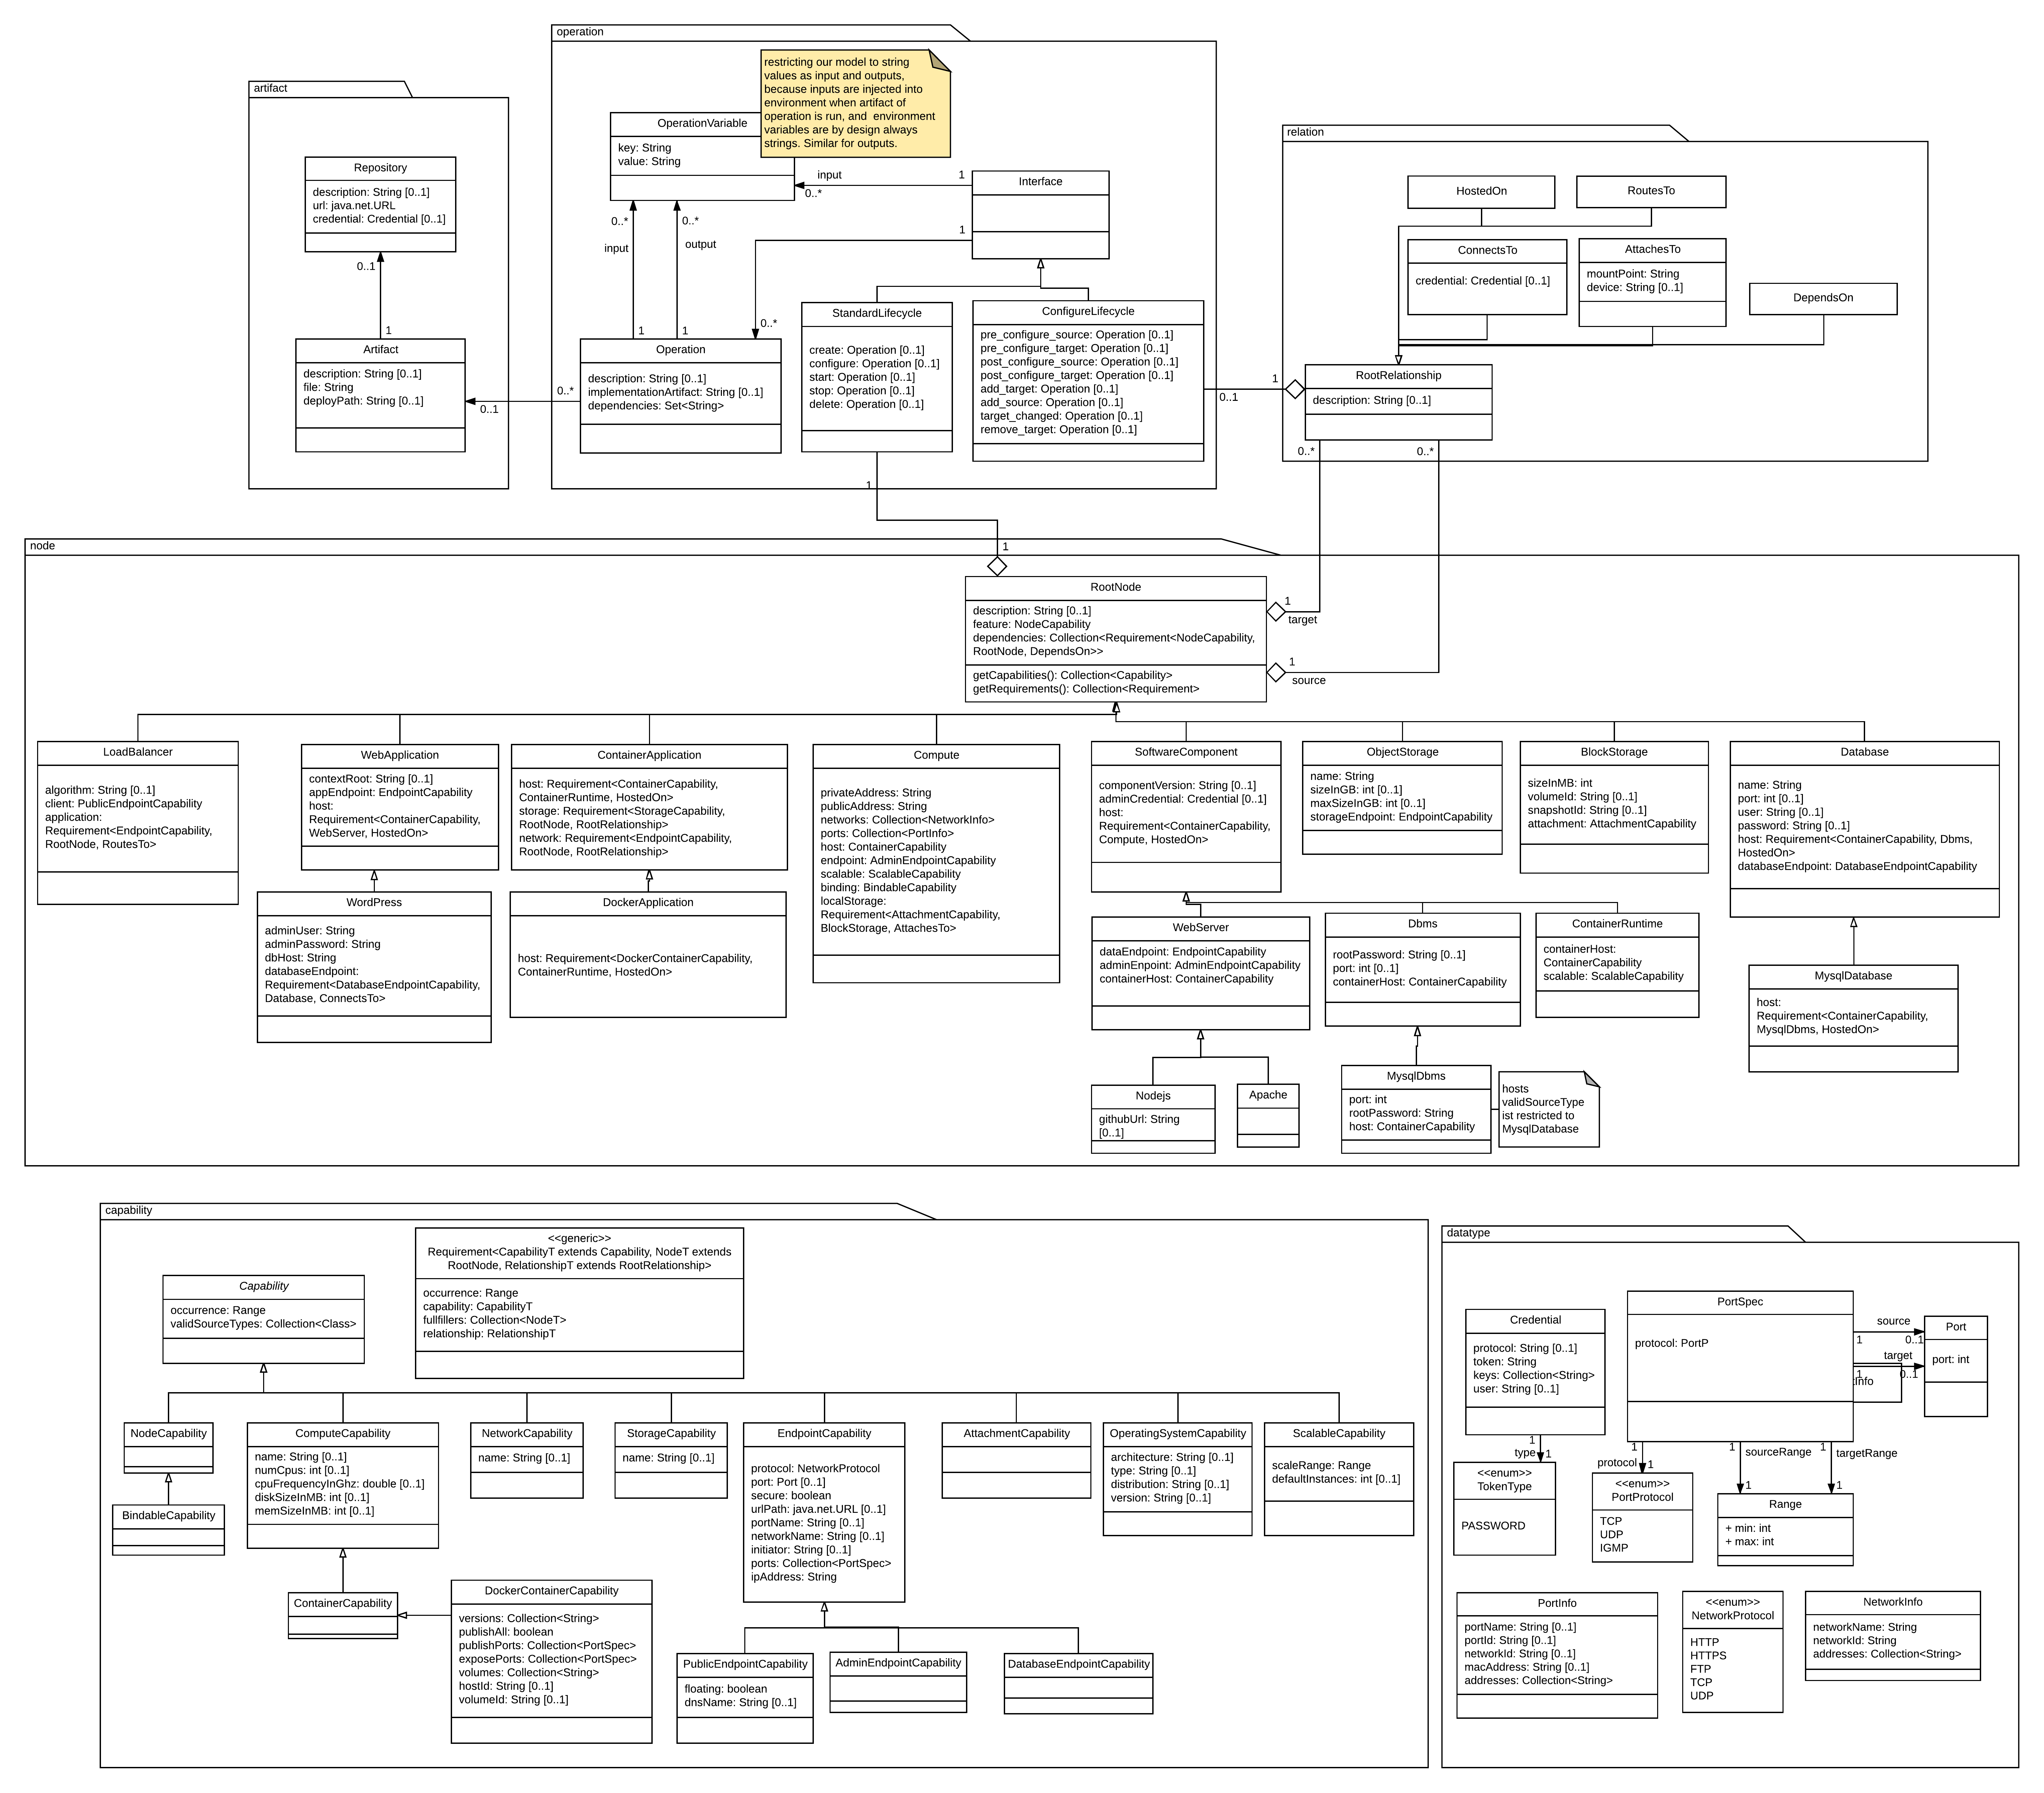 operation
restricting our model to string
values as input and outputs,
because inputs are injected into
environment when artifact of
operation is run, and  environment
variables are by design always
strings. Similar for outputs.
OperationVariable
key: String
value: String
input
1
0..*
Interface
1
0..*
input
0..*
output
1
1
0..*
Operation
description: String [0..1]
implementationArtifact: String [0..1]
dependencies: Set<String>
StandardLifecycle
create: Operation [0..1]
configure: Operation [0..1]
start: Operation [0..1]
stop: Operation [0..1]
delete: Operation [0..1]
ConfigureLifecycle
pre_configure_source: Operation [0..1]
pre_configure_target: Operation [0..1]
post_configure_source: Operation [0..1]
post_configure_target: Operation [0..1]
add_target: Operation [0..1]
add_source: Operation [0..1]
target_changed: Operation [0..1]
remove_target: Operation [0..1]
artifact
Repository
description: String [0..1]
url: java.net.URL
credential: Credential [0..1]
0..1
1
Artifact
description: String [0..1]
file: String
deployPath: String [0..1]
0..1
0..*
relation
HostedOn
RoutesTo
ConnectsTo
credential: Credential [0..1]
AttachesTo
mountPoint: String
device: String [0..1]
DependsOn
RootRelationship
description: String [0..1]
1
0..1
0..*
0..*
1
node
1
RootNode
description: String [0..1]
feature: NodeCapability
dependencies: Collection<Requirement<NodeCapability,
RootNode, DependsOn>>
getCapabilities(): Collection<Capability>
getRequirements(): Collection<Requirement>
1
target
1
source
LoadBalancer
algorithm: String [0..1]
client: PublicEndpointCapability
application:
Requirement<EndpointCapability,
RootNode, RoutesTo>
WebApplication
contextRoot: String [0..1]
appEndpoint: EndpointCapability
host:
Requirement<ContainerCapability,
WebServer, HostedOn>
ContainerApplication
host: Requirement<ContainerCapability,
ContainerRuntime, HostedOn>
storage: Requirement<StorageCapability,
RootNode, RootRelationship>
network: Requirement<EndpointCapability,
RootNode, RootRelationship>
Compute
privateAddress: String
publicAddress: String
networks: Collection<NetworkInfo>
ports: Collection<PortInfo>
host: ContainerCapability
endpoint: AdminEndpointCapability
scalable: ScalableCapability
binding: BindableCapability
localStorage:
Requirement<AttachmentCapability,
BlockStorage, AttachesTo>
SoftwareComponent
componentVersion: String [0..1]
adminCredential: Credential [0..1]
host:
Requirement<ContainerCapability,
Compute, HostedOn>
ObjectStorage
name: String
sizeInGB: int [0..1]
maxSizeInGB: int [0..1]
storageEndpoint: EndpointCapability
BlockStorage
sizeInMB: int
volumeId: String [0..1]
snapshotId: String [0..1]
attachment: AttachmentCapability
Database
name: String
port: int [0..1]
user: String [0..1]
password: String [0..1]
host: Requirement<ContainerCapability, Dbms,
HostedOn>
databaseEndpoint: DatabaseEndpointCapability
WordPress
adminUser: String
adminPassword: String
dbHost: String
databaseEndpoint:
Requirement<DatabaseEndpointCapability,
Database, ConnectsTo>
DockerApplication
host: Requirement<DockerContainerCapability,
ContainerRuntime, HostedOn>
WebServer
dataEndpoint: EndpointCapability
adminEnpoint: AdminEndpointCapability
containerHost: ContainerCapability
Dbms
rootPassword: String [0..1]
port: int [0..1]
containerHost: ContainerCapability
ContainerRuntime
containerHost:
ContainerCapability
scalable: ScalableCapability
MysqlDatabase
host:
Requirement<ContainerCapability,
MysqlDbms, HostedOn>
Nodejs
githubUrl: String
[0..1]
Apache
MysqlDbms
port: int
rootPassword: String
host: ContainerCapability
hosts
validSourceType
ist restricted to
MysqlDatabase
capability
<<generic>>
Requirement<CapabilityT extends Capability, NodeT extends
RootNode, RelationshipT extends RootRelationship>
occurrence: Range
capability: CapabilityT
fullfillers: Collection<NodeT>
relationship: RelationshipT
Capability
occurrence: Range
validSourceTypes: Collection<Class>
NodeCapability
ComputeCapability
name: String [0..1]
numCpus: int [0..1]
cpuFrequencyInGhz: double [0..1]
diskSizeInMB: int [0..1]
memSizeInMB: int [0..1]
NetworkCapability
name: String [0..1]
StorageCapability
name: String [0..1]
EndpointCapability
protocol: NetworkProtocol
port: Port [0..1]
secure: boolean
urlPath: java.net.URL [0..1]
portName: String [0..1]
networkName: String [0..1]
initiator: String [0..1]
ports: Collection<PortSpec>
ipAddress: String
AttachmentCapability
OperatingSystemCapability
architecture: String [0..1]
type: String [0..1]
distribution: String [0..1]
version: String [0..1]
ScalableCapability
scaleRange: Range
defaultInstances: int [0..1]
BindableCapability
ContainerCapability
DockerContainerCapability
versions: Collection<String>
publishAll: boolean
publishPorts: Collection<PortSpec>
exposePorts: Collection<PortSpec>
volumes: Collection<String>
hostId: String [0..1]
volumeId: String [0..1]
PublicEndpointCapability
floating: boolean
dnsName: String [0..1]
AdminEndpointCapability
DatabaseEndpointCapability
datatype
Credential
protocol: String [0..1]
token: String
keys: Collection<String>
user: String [0..1]
PortSpec
protocol: PortP
source
1
0..1
target
1
0..1
Port
port: int
1
type
1
<<enum>>
TokenType
PASSWORD
1
protocol
1
<<enum>>
PortProtocol
TCP
UDP
IGMP
1
sourceRange
1
1
targetRange
1
Range
+ min: int
+ max: int
PortInfo
portName: String [0..1]
portId: String [0..1]
networkId: String [0..1]
macAddress: String [0..1]
addresses: Collection<String>
<<enum>>
NetworkProtocol
HTTP
HTTPS
FTP
TCP
UDP
NetworkInfo
networkName: String
networkId: String
addresses: Collection<String>